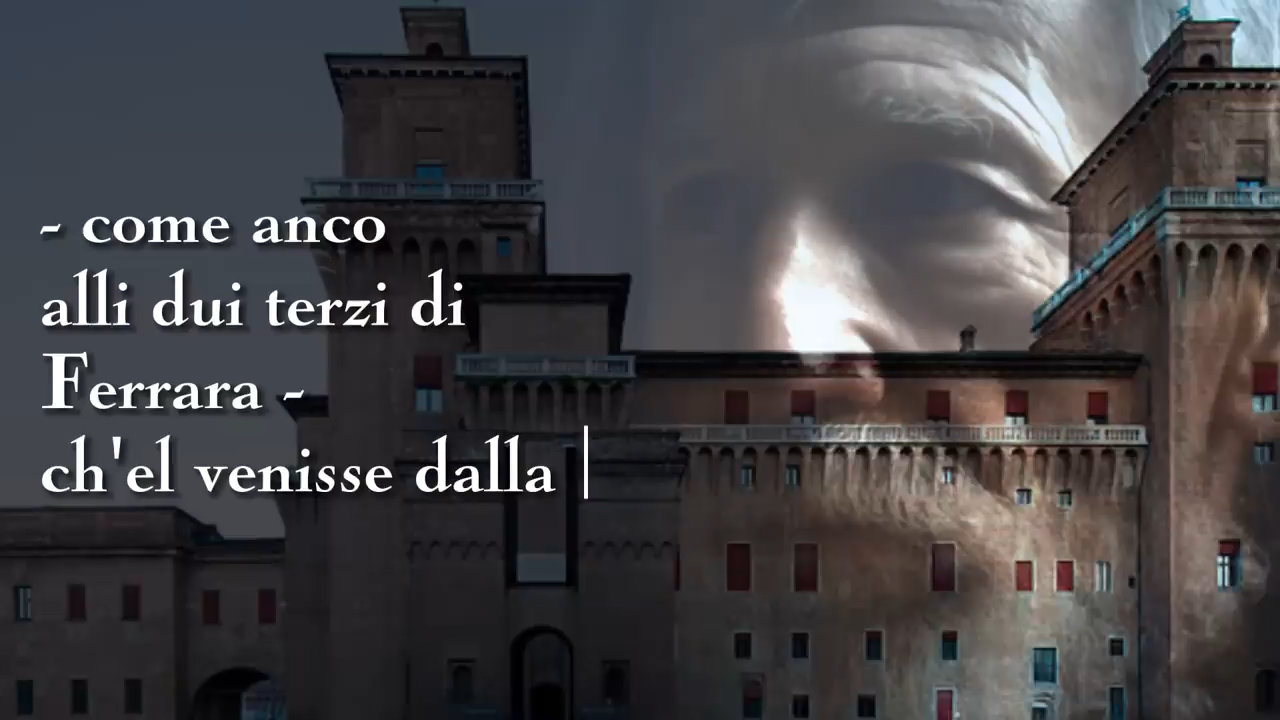 - come anco
alli dui terzi di
Ferrara -
ch'el venisse dalla